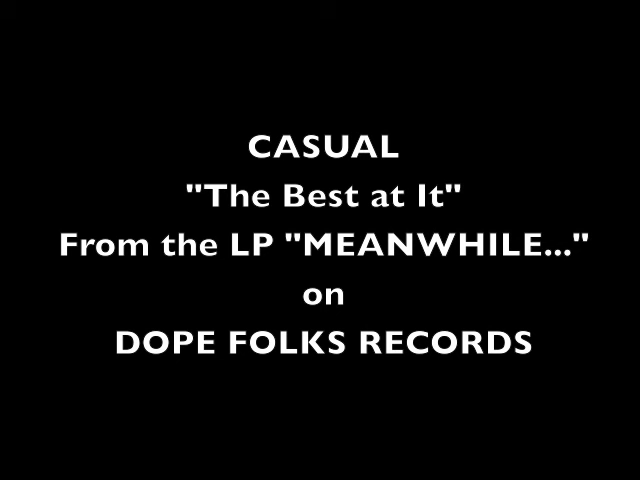 CASUAL
"The Best at It"
From the LP "MEANWHILE..."
on
DOPE FOLKS RECORDS